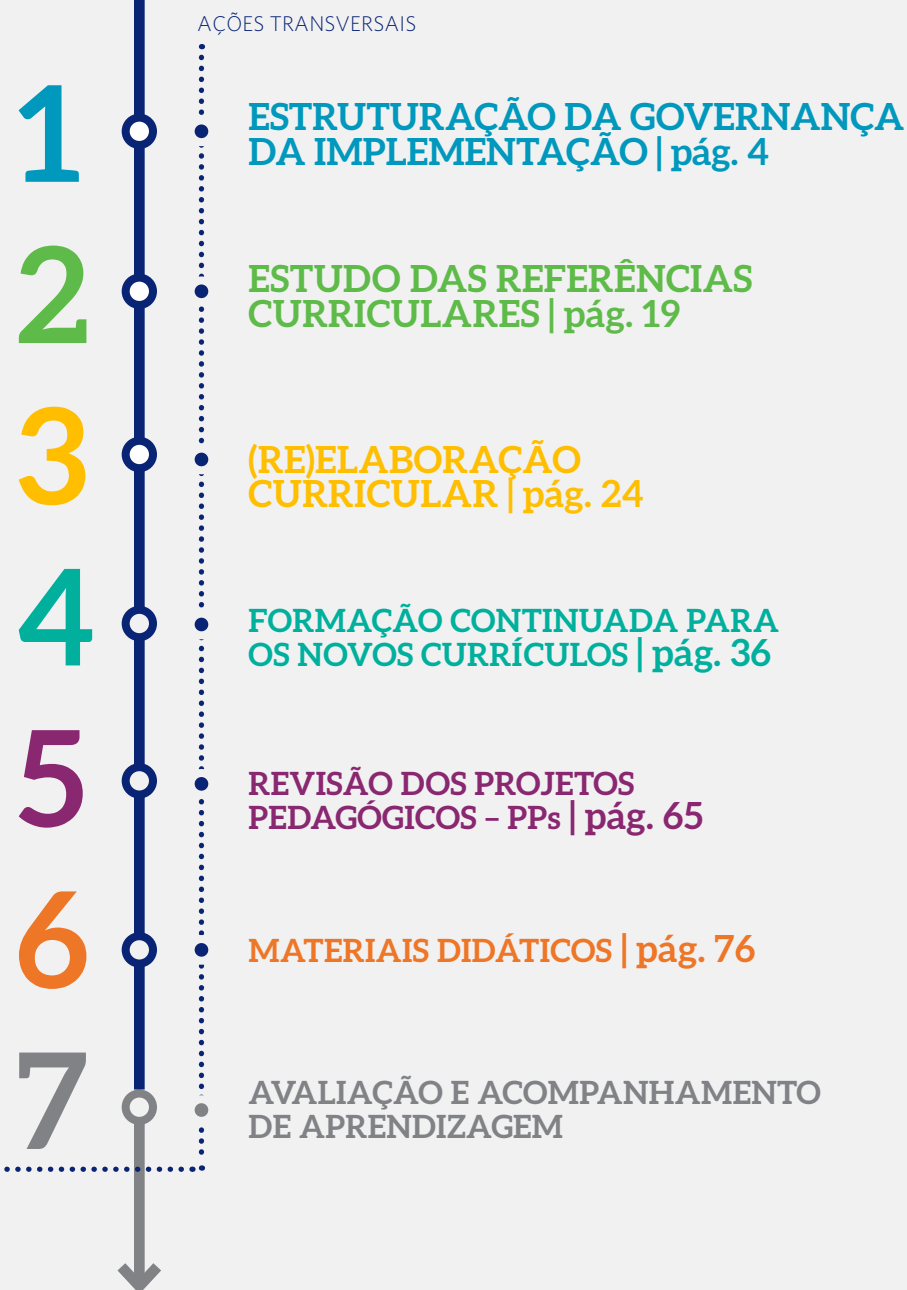 AÇÕES TRANSVERSAIS
1
ESTRUTURAÇÃO DA GOVERNANÇA
DA IMPLEMENTAÇÃO | pág. 4
2
ESTUDO DAS REFERÊNCIAS
CURRICULARES | pág. 19
3
(RE)ELABORAÇÃO
CURRICULAR | pág. 24
4
FORMAÇÃO CONTINUADA PARA
OS NOVOS CURRÍCULOS | pág. 36
5
REVISÃO DOS PROJETOS
PEDAGÓGICOS – PPs | pág. 65
6
MATERIAIS DIDÁTICOS | pág. 76
7
AVALIAÇÃO E ACOMPANHAMENTO
DE APRENDIZAGEM